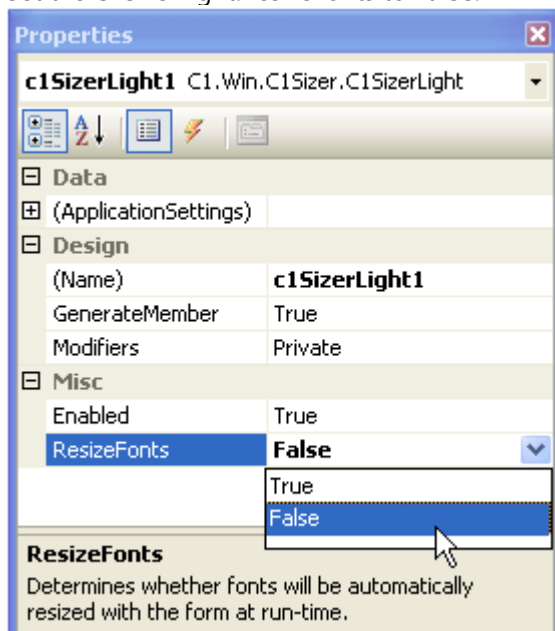 Properties
c1SizerLight1 C1.Win.C1Sizer.C1SizerLight
Data
(ApplicationSettings)
Design
(Name) c1SizerLight1
GenerateMember True
Modifiers Private
Misc
Enabled True
ResizeFonts False
True
False
ResizeFonts
Determines whether fonts will be automatically
resized with the form at run-time.